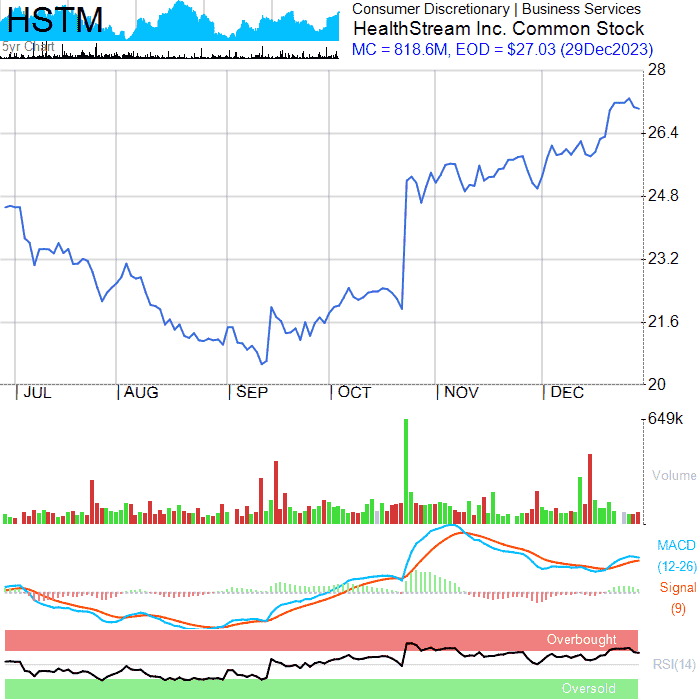 HSTM
5yr Chart
Consumer Discretionary | Business Services
HealthStream Inc. Common Stock
MC = 818.6M, EOD = $27.03 (29Dec2023)
28
26.4
24.8
23.2
21.6
20
JUL AUG SEP OCT NOV DEC
649k
Volume
MACD
(12-26)
Signal
(9)
Overbought
RSI(14)
Oversold